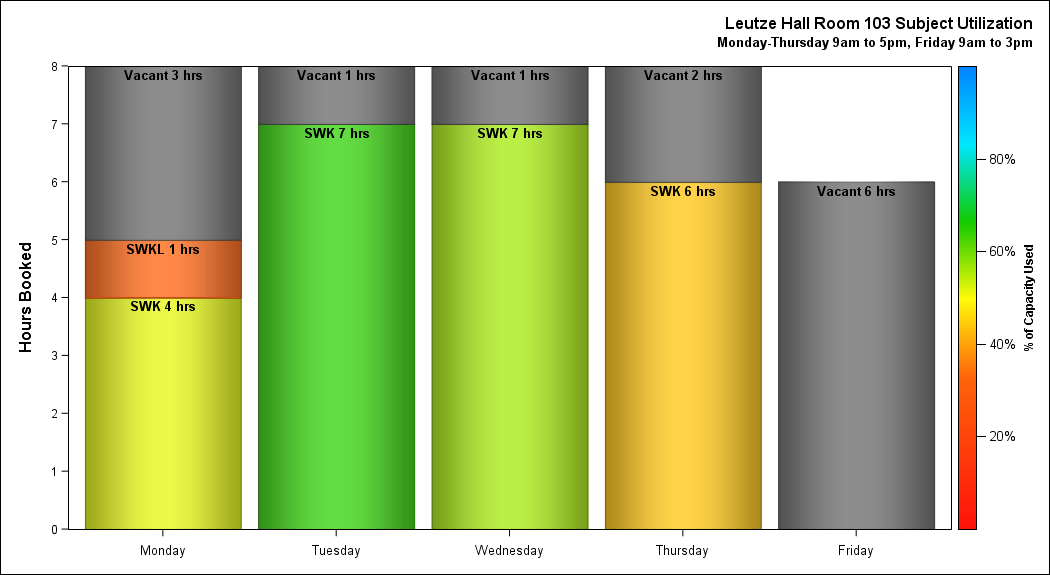 Leutze Hall Room 103 Subject Utilization
Monday-Thursday 9am to 5pm, Friday 9am to 3pm
Hours Booked
8
7
6
5
4
3
2
1
0
Vacant 3 hrs
SWKL 1 hrs
SWK 4 hrs
Vacant 1 hrs
SWK 7 hrs
Vacant 1 hrs
SWK 7 hrs
Vacant 2 hrs
SWK 6 hrs
Vacant 6 hrs
Monday
Tuesday
Wednesday
Thursday
Friday
80%
60%
40%
20%
% of Capacity Used